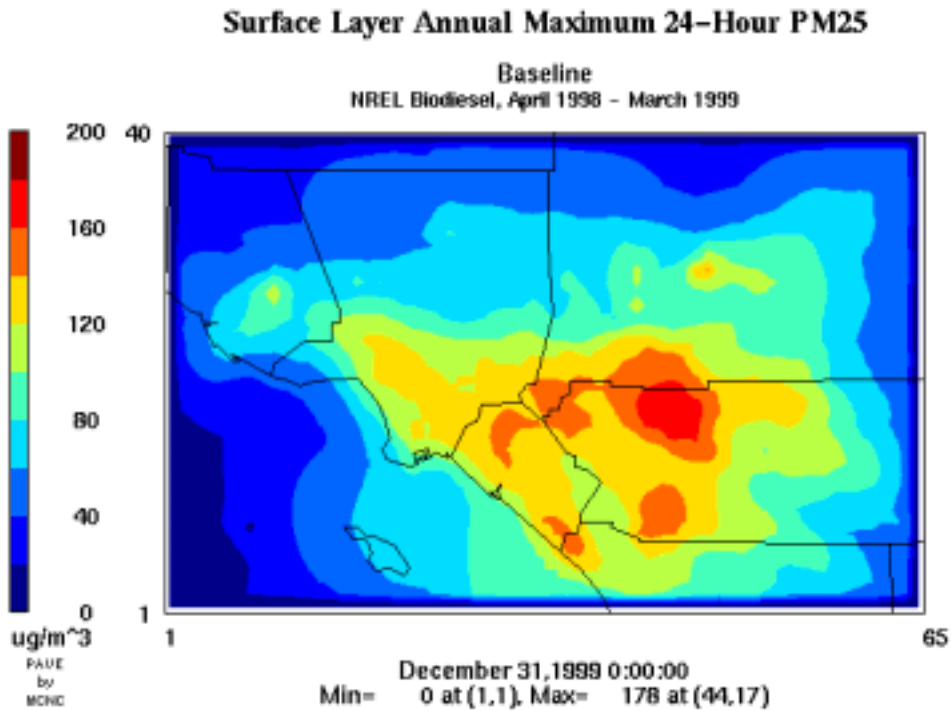 Surface Layer Annual Maximum 24-Hour PM25
Baseline
NREL Biodiesel, April 1998 - March 1999
200
160
120
80
40
0
ug/m^3
PAVE
by
MCNC
40
1
1
65
December 31,1999 0:00:00
Min= 0 at (1,1), Max= 178 at (44,17)